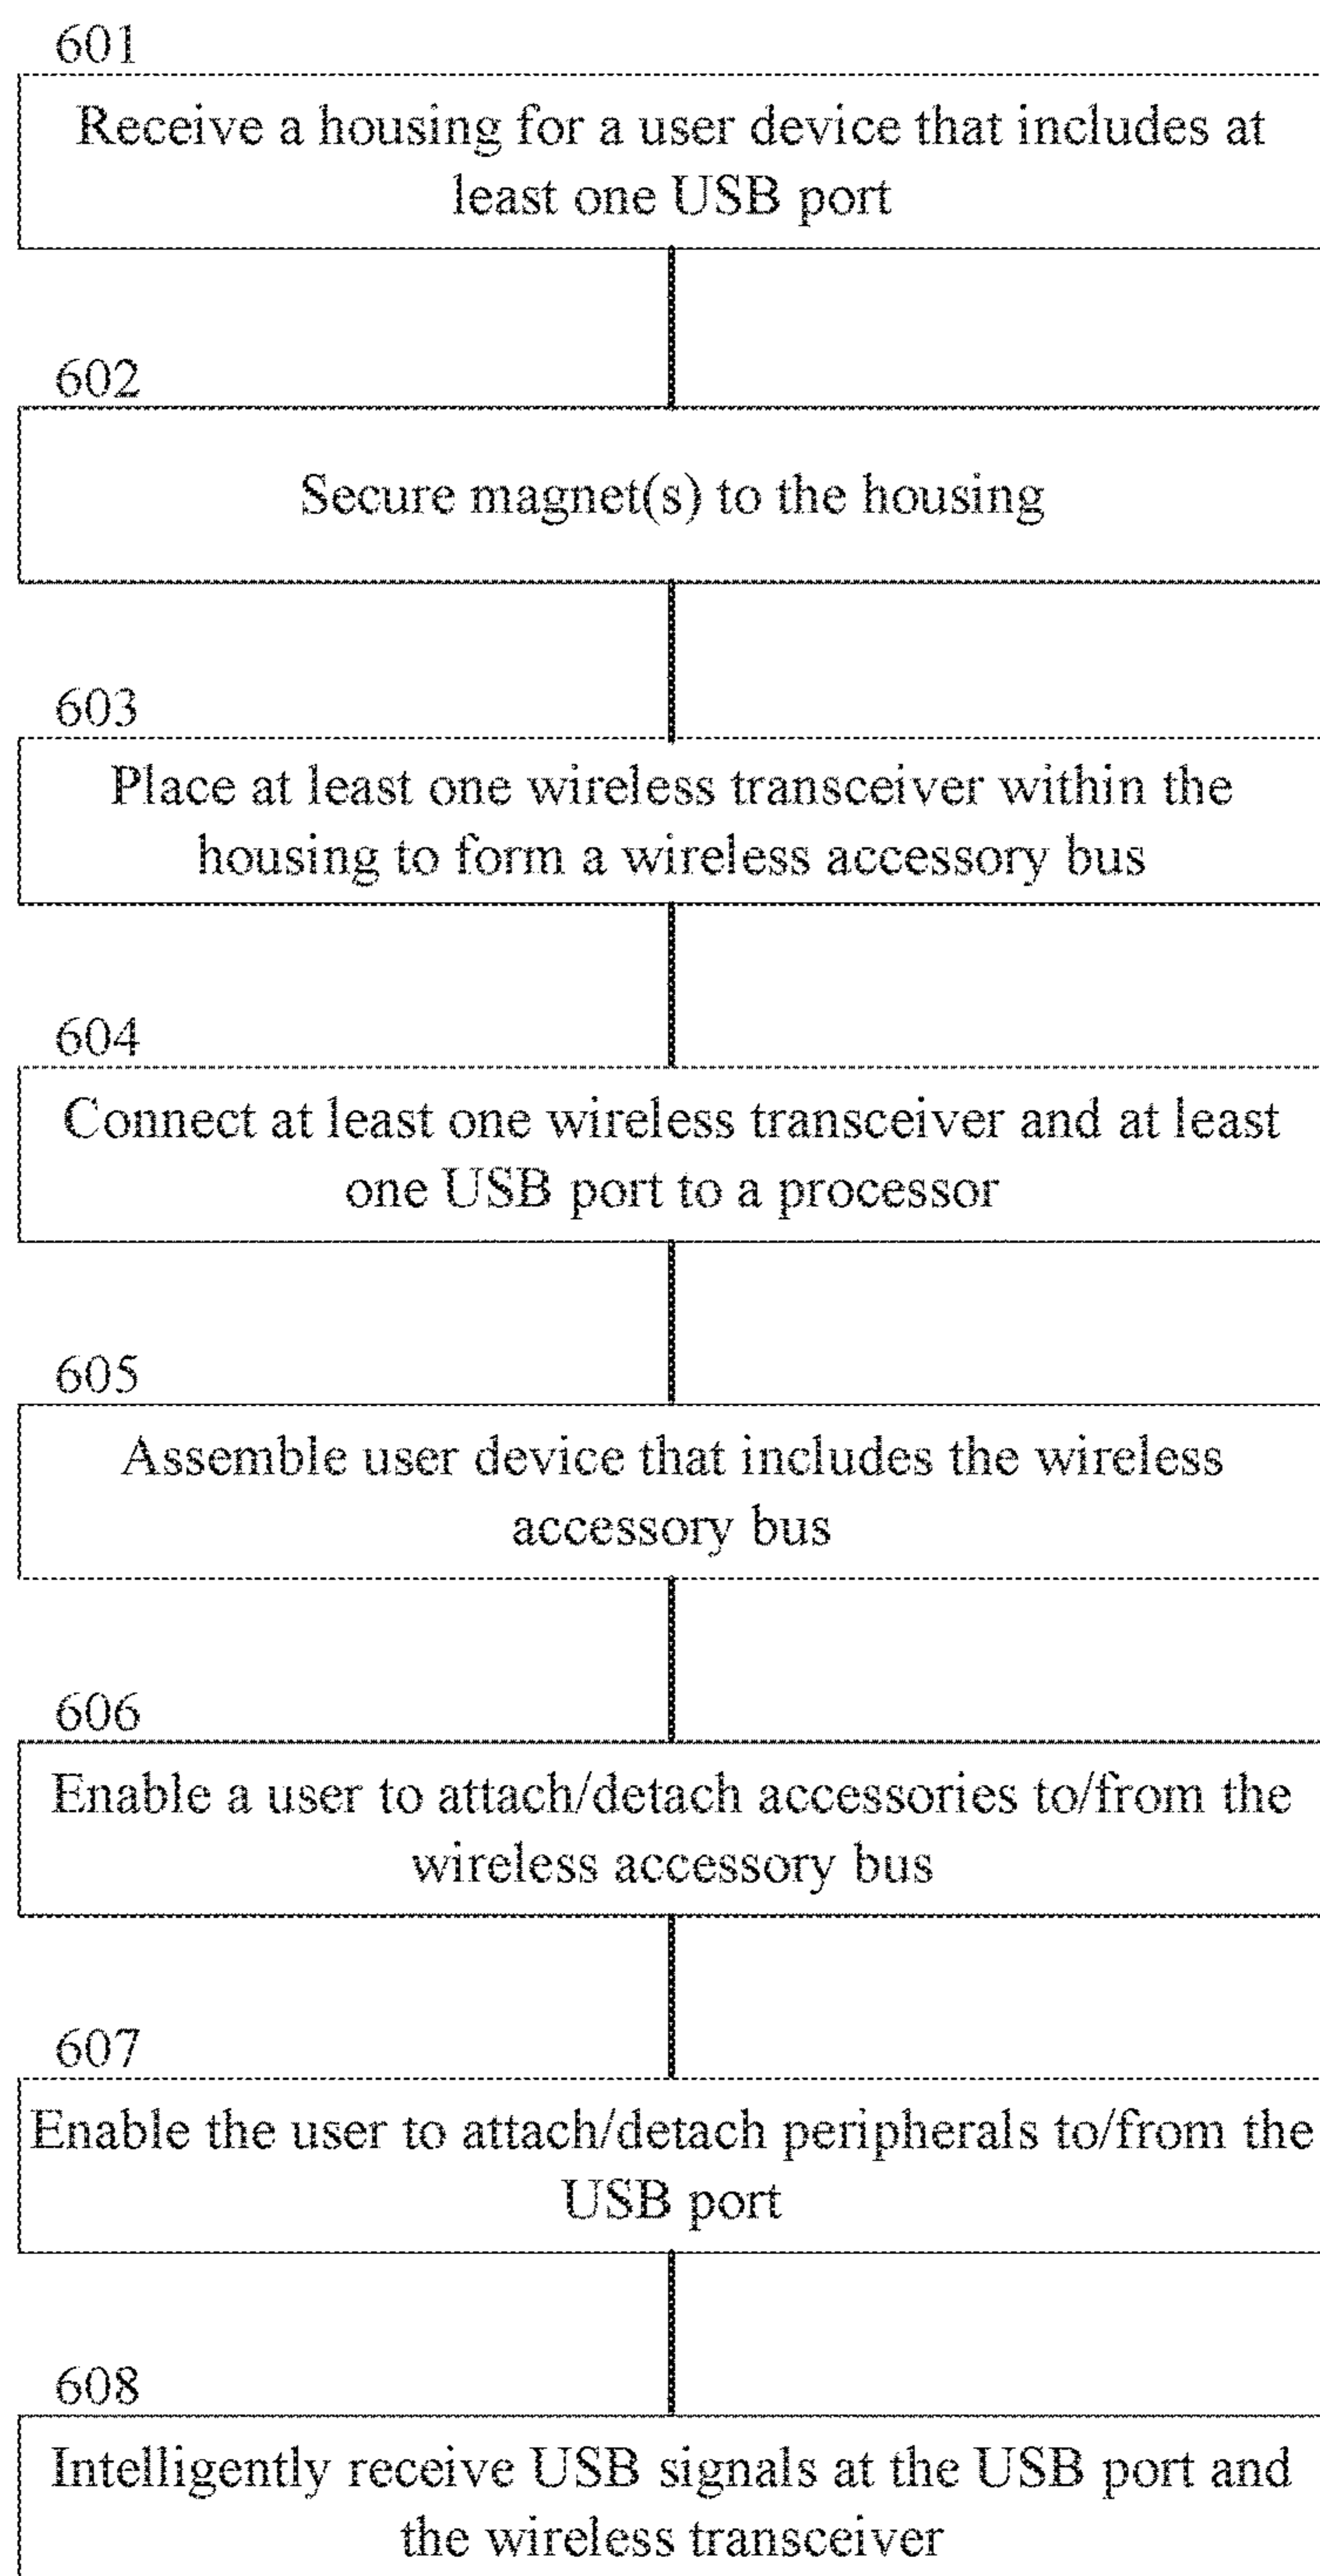 601
Receive a housing for a user device that includes at
least one USB port
602
Secure magnet(s) to the housing
603
Place at least one wireless transceiver within the
housing to form a wireless accessory bus
604
Connect at least one wireless transceiver and at least
one USB port to a processor
605
Assemble user device that includes the wireless
accessory bus
606
Enable a user to attach/detach accessories to/from the
wireless accessory bus
607
Enable the user to attach/detach peripherals to/from the
USB port
608
Intelligently receive USB signals at the USB port and
the wireless transceiver